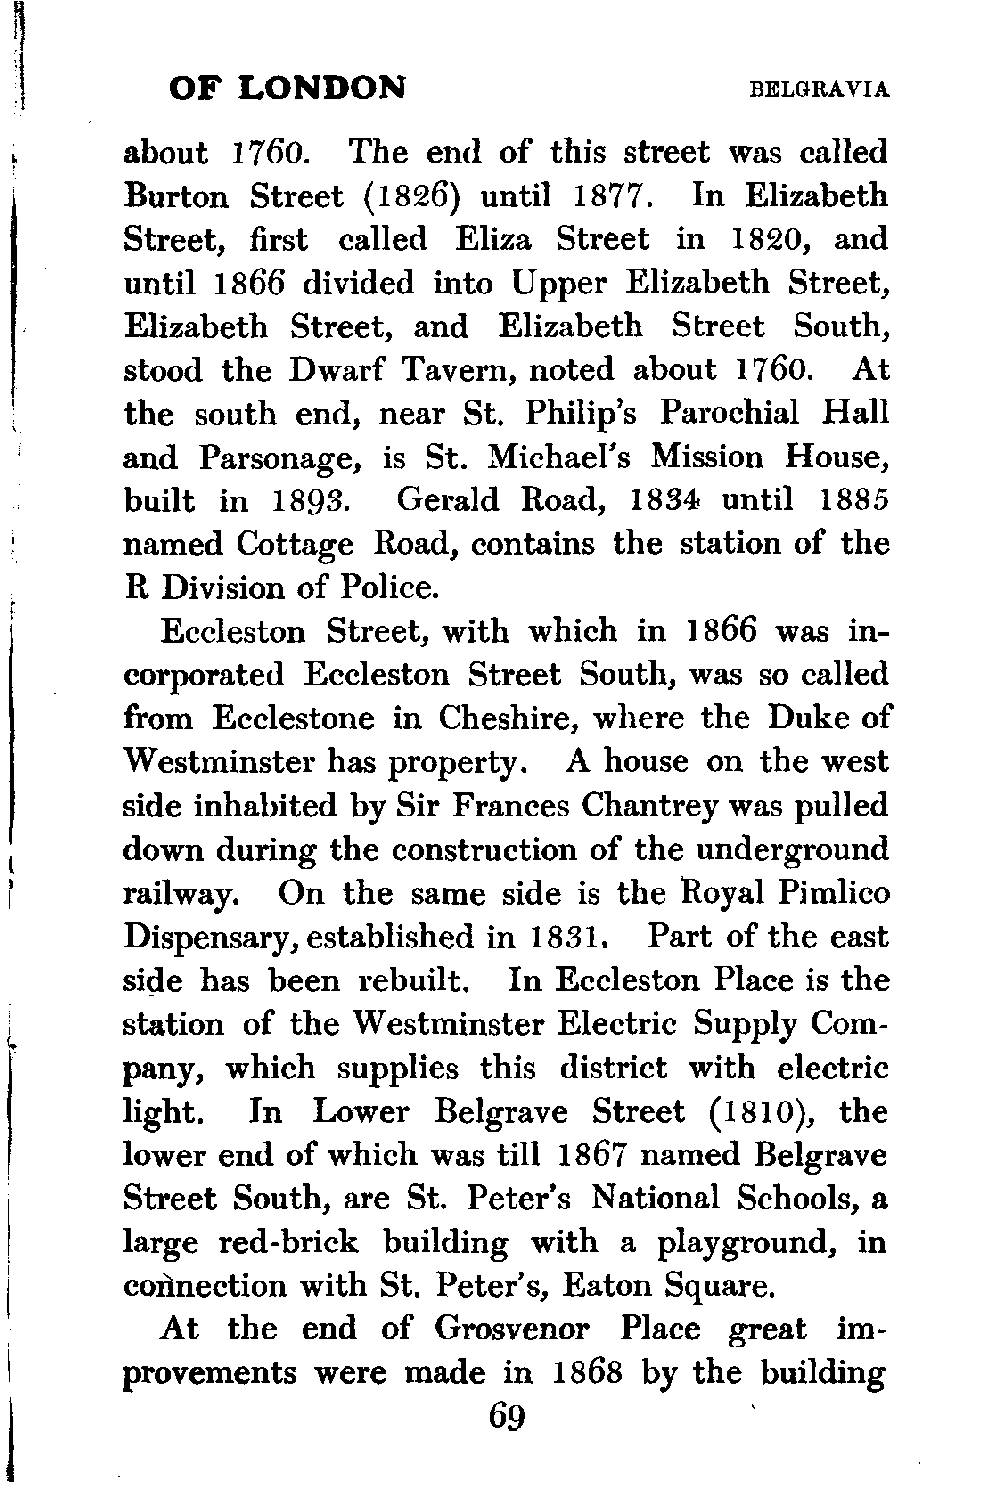 OF LONDON BELGRAVIA
about 1760. The end of this street was called
Burton Street (1826) until 1877. In Elizabeth
Street, first called Eliza Street in 1820, and
until 1866 divided into Upper Elizabeth Street,
Elizabeth Street, and Elizabeth Street South,
stood the Dwarf Tavern, noted about 1760. At
the south end, near St. Philip's Parochial Hall
and Parsonage, is St. Michael's Mission House,
built in 1893. Gerald Road, 1834 until 1885
named Cottage Road, contains the station of the
R Division of Police.
Eccleston Street, with which in 1866 was in-
corporated Eccleston Street South, was so called
from Ecclestone in Cheshire, where the Duke of
Westminster has property. A house on the west
side inhabited by Sir Frances Chantrey was pulled
down during the construction of the underground
railway. On the same side is the Royal Pimlico
Dispensary, established in 1831. Part of the east
side has been rebuilt. In Eccleston Place is the
station of the Westminster Electric Supply Com-
pany, which supplies this district with electric
light. In Lower Belgrave Street (1810), the
lower end of which was till 1867 named Belgrave
Street South, are St. Peter's National Schools, a
large red-brick building with a playground, in
connection with St. Peter's, Eaton Square.
At the end of Grosvenor Place great im-
provements were made in 1868 by the building
69